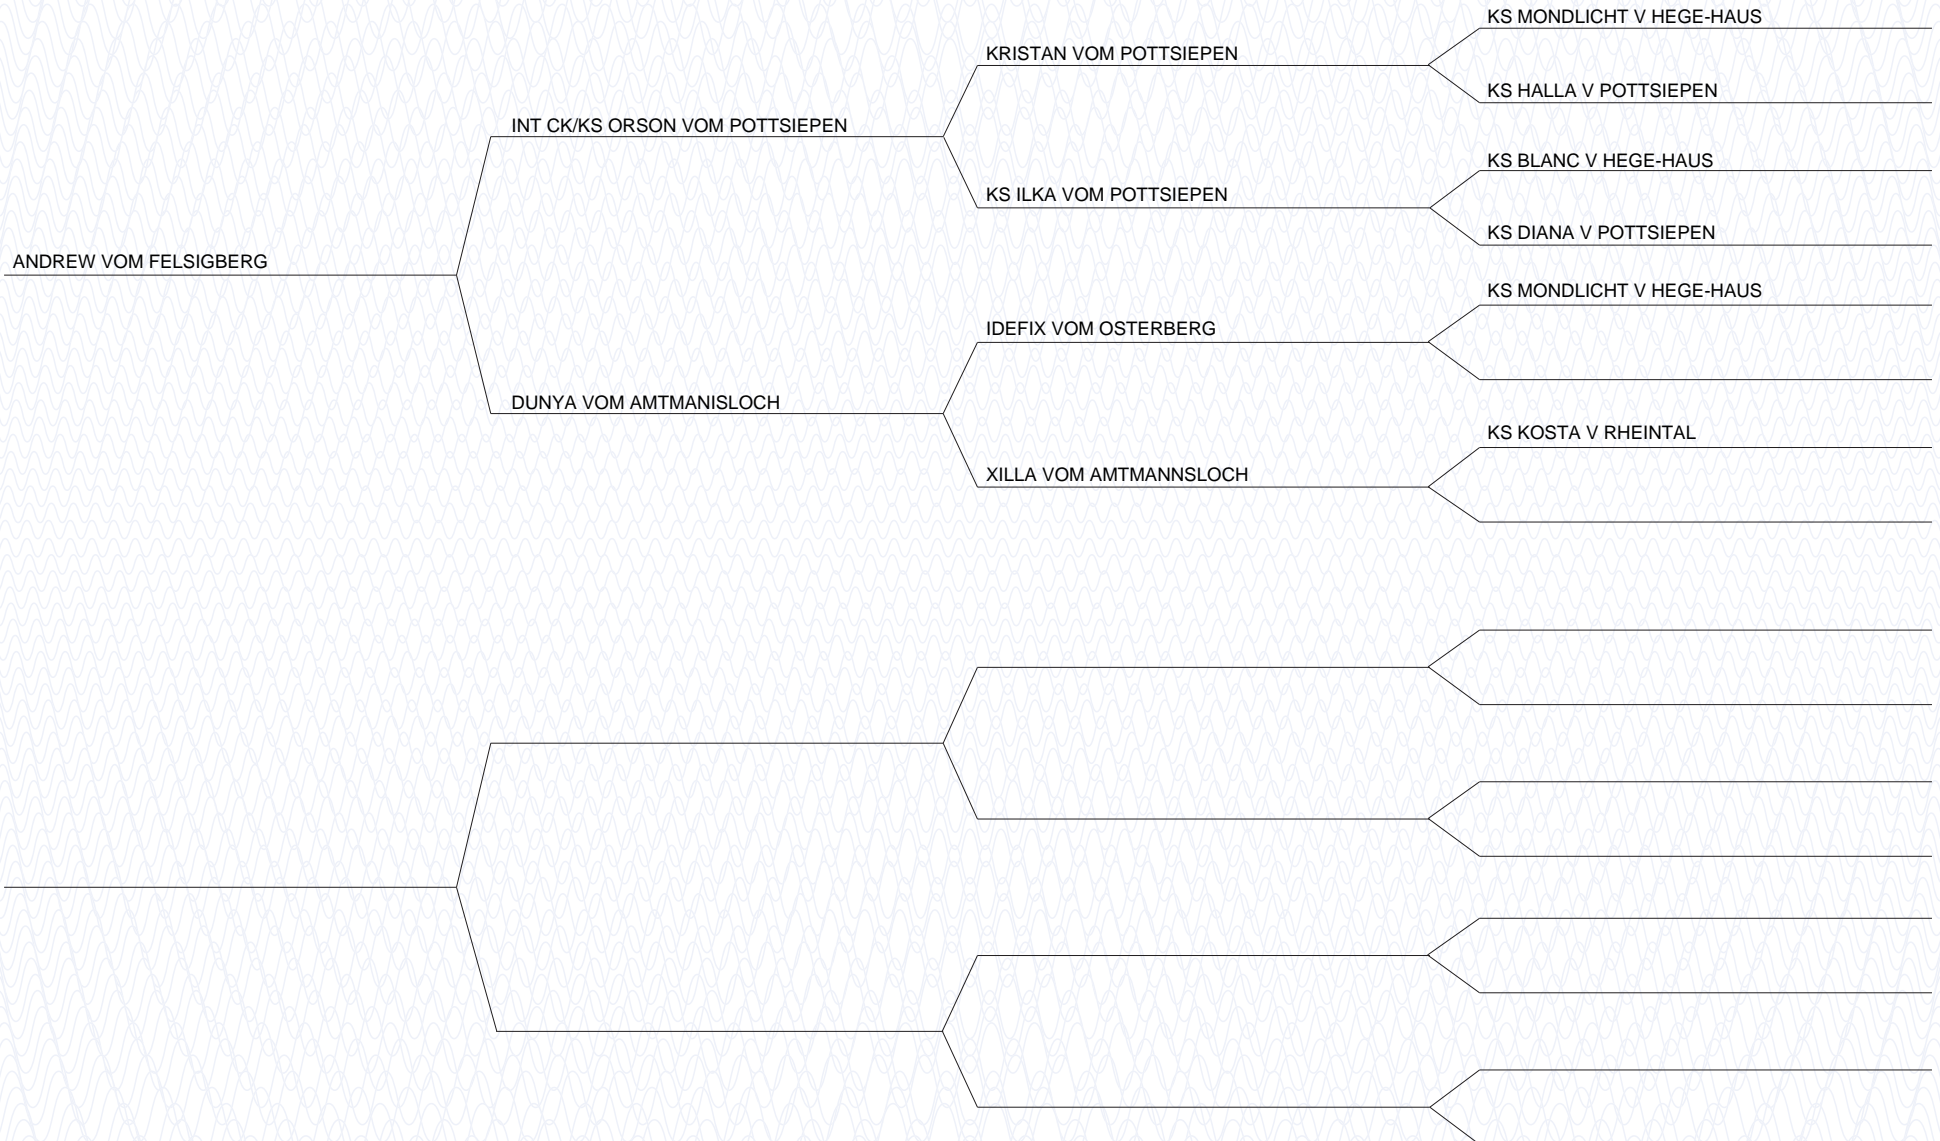 KS MONDLICHT V HEGE-HAUS
KRISTAN VOM POTTSIEPEN
KS HALLA V POTTSIEPEN
INT CK/KS ORSON VOM POTTSIEPEN
KS BLANC V HEGE-HAUS
KS ILKA VOM POTTSIEPEN
KS DIANA V POTTSIEPEN
ANDREW VOM FELSIGBERG
KS MONDLICHT V HEGE-HAUS
IDEFIX VOM OSTERBERG
DUNYA VOM AMTMANISLOCH
KS KOSTA V RHEINTAL
XILLA VOM AMTMANNSLOCH